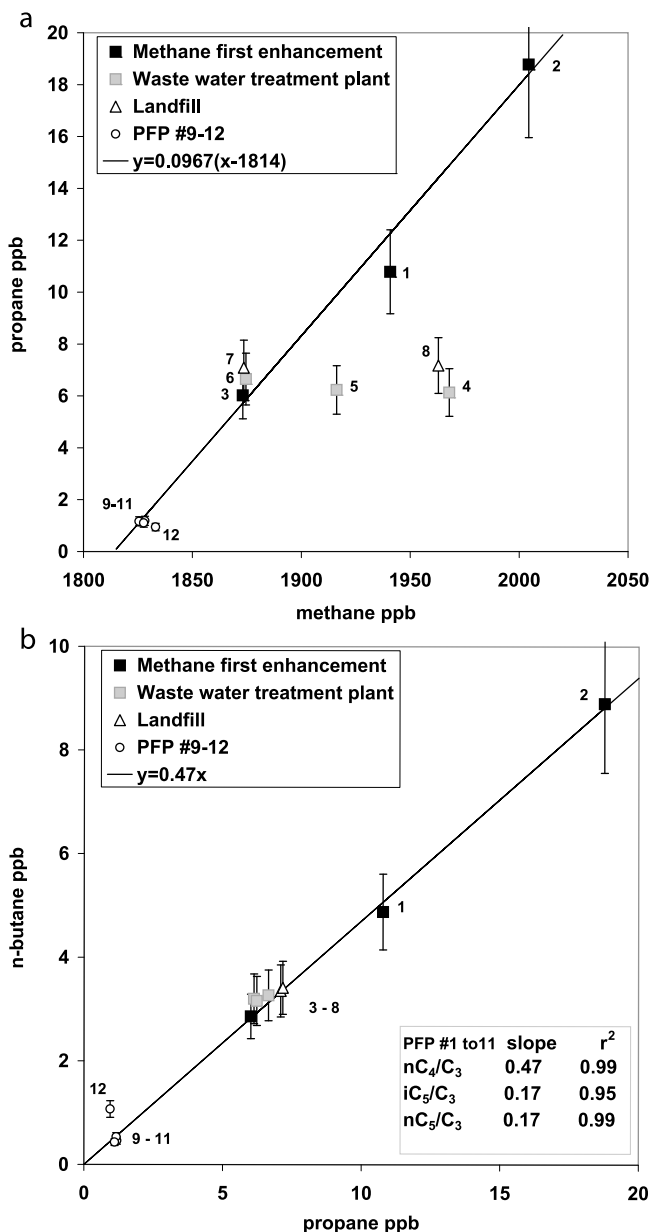 a
20
18
16
14
12
10
8
6
4
2
0
propane ppb
Methane first enhancement
Waste water treatment plant
Landfill
PFP #9-12
y=0.0967(x-1814)
2
1
7
6
3
5
8
4
9-11
12
1800 1850 1900 1950 2000 2050
methane ppb
b
10
8
6
4
2
0
n-butane ppb
Methane first enhancement
Waste water treatment plant
Landfill
PFP #9-12
y=0.47x
2
1
3 - 8
12
9 - 11
PFP #1 to11 slope r²
nC₄/C₃ 0.47 0.99
iC₅/C₃ 0.17 0.95
nC₅/C₃ 0.17 0.99
0 5 10 15 20
propane ppb